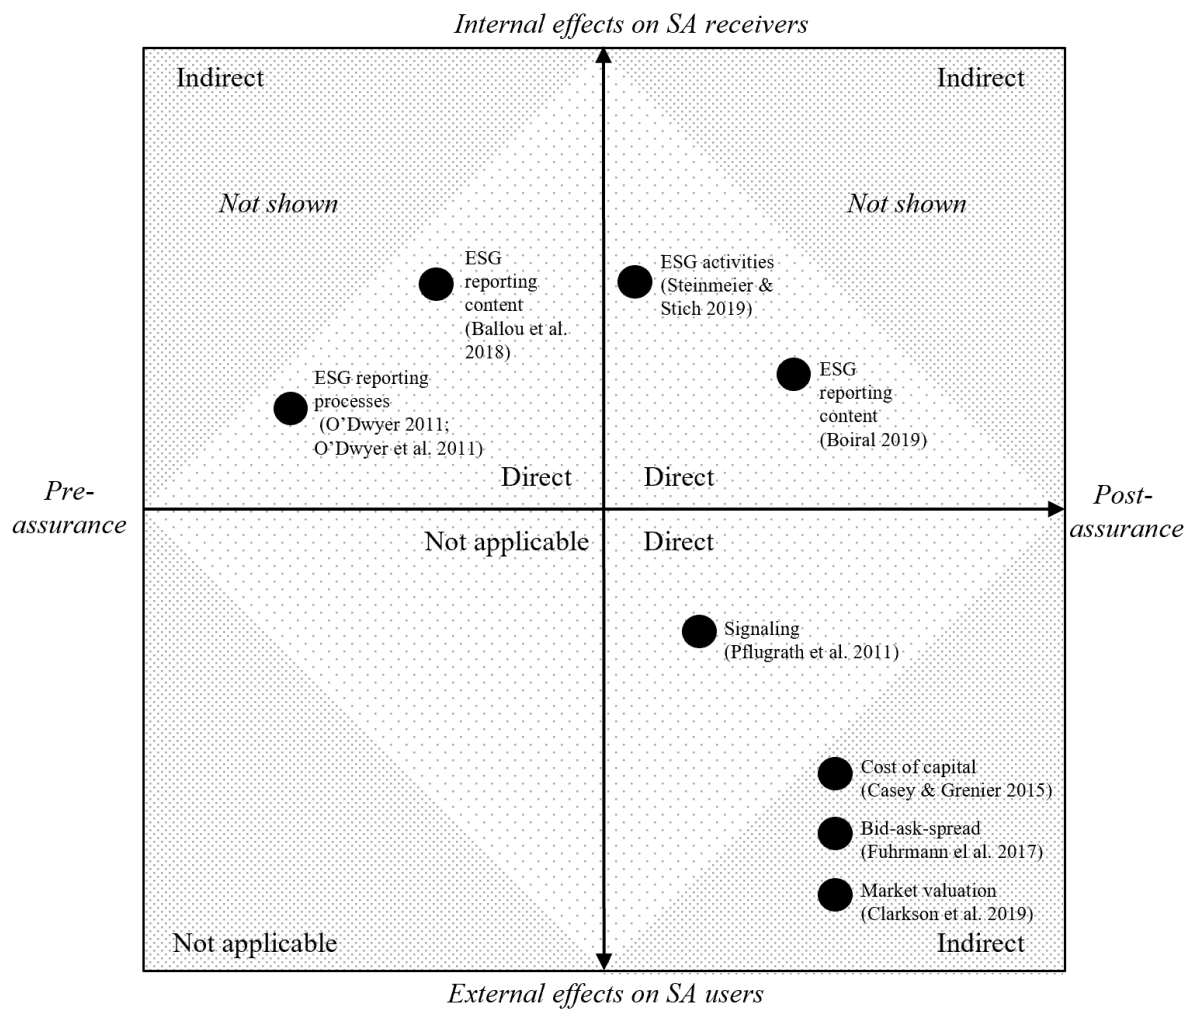 Internal effects on SA receivers
Indirect
Indirect
Not shown
Not shown
ESG
reporting
content
(Ballou et al.
2018)
ESG activities
(Steinmeier &
Stich 2019)
ESG reporting
processes
(O’Dwyer 2011;
O’Dwyer et al. 2011)
ESG
reporting
content
(Boiral 2019)
Direct
Direct
Pre-
assurance
Post-
assurance
Not applicable
Direct
Signaling
(Pflugrath et al. 2011)
Cost of capital
(Casey & Grenier 2015)
Bid-ask-spread
(Fuhrmann el al. 2017)
Market valuation
(Clarkson et al. 2019)
Not applicable
Indirect
External effects on SA users